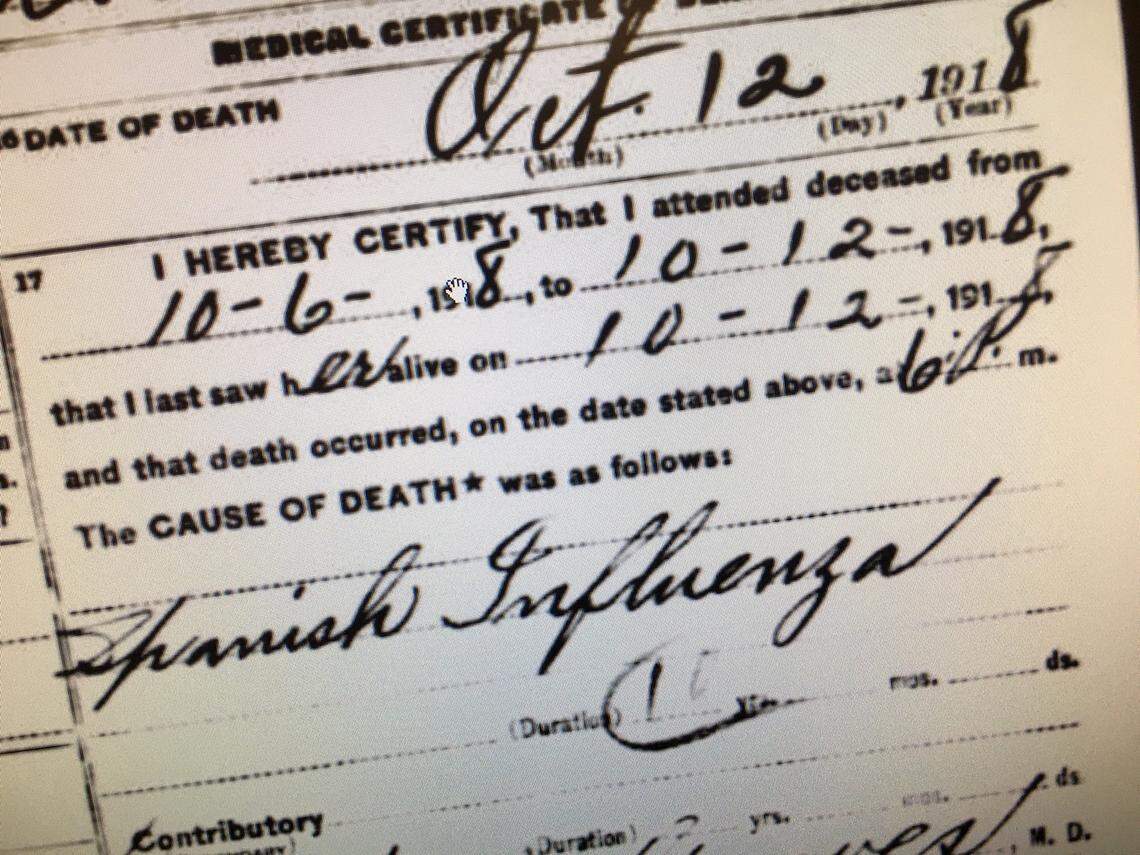 MEDICAL CERTIFICATE
16 DATE OF DEATH
Oct. 12, 1918
(Month) (Day) (Year)
17 I HEREBY CERTIFY, That I attended deceased from
10-6-, 1918, to 10-12-, 1918,
that I last saw her alive on 10-12-, 1918,
and that death occurred, on the date stated above, at 6 P. m.
The CAUSE OF DEATH* was as follows:
Spanish Influenza
(Duration) mos. ds.
Contributory
(Duration) yrs. mos. ds
M. D.